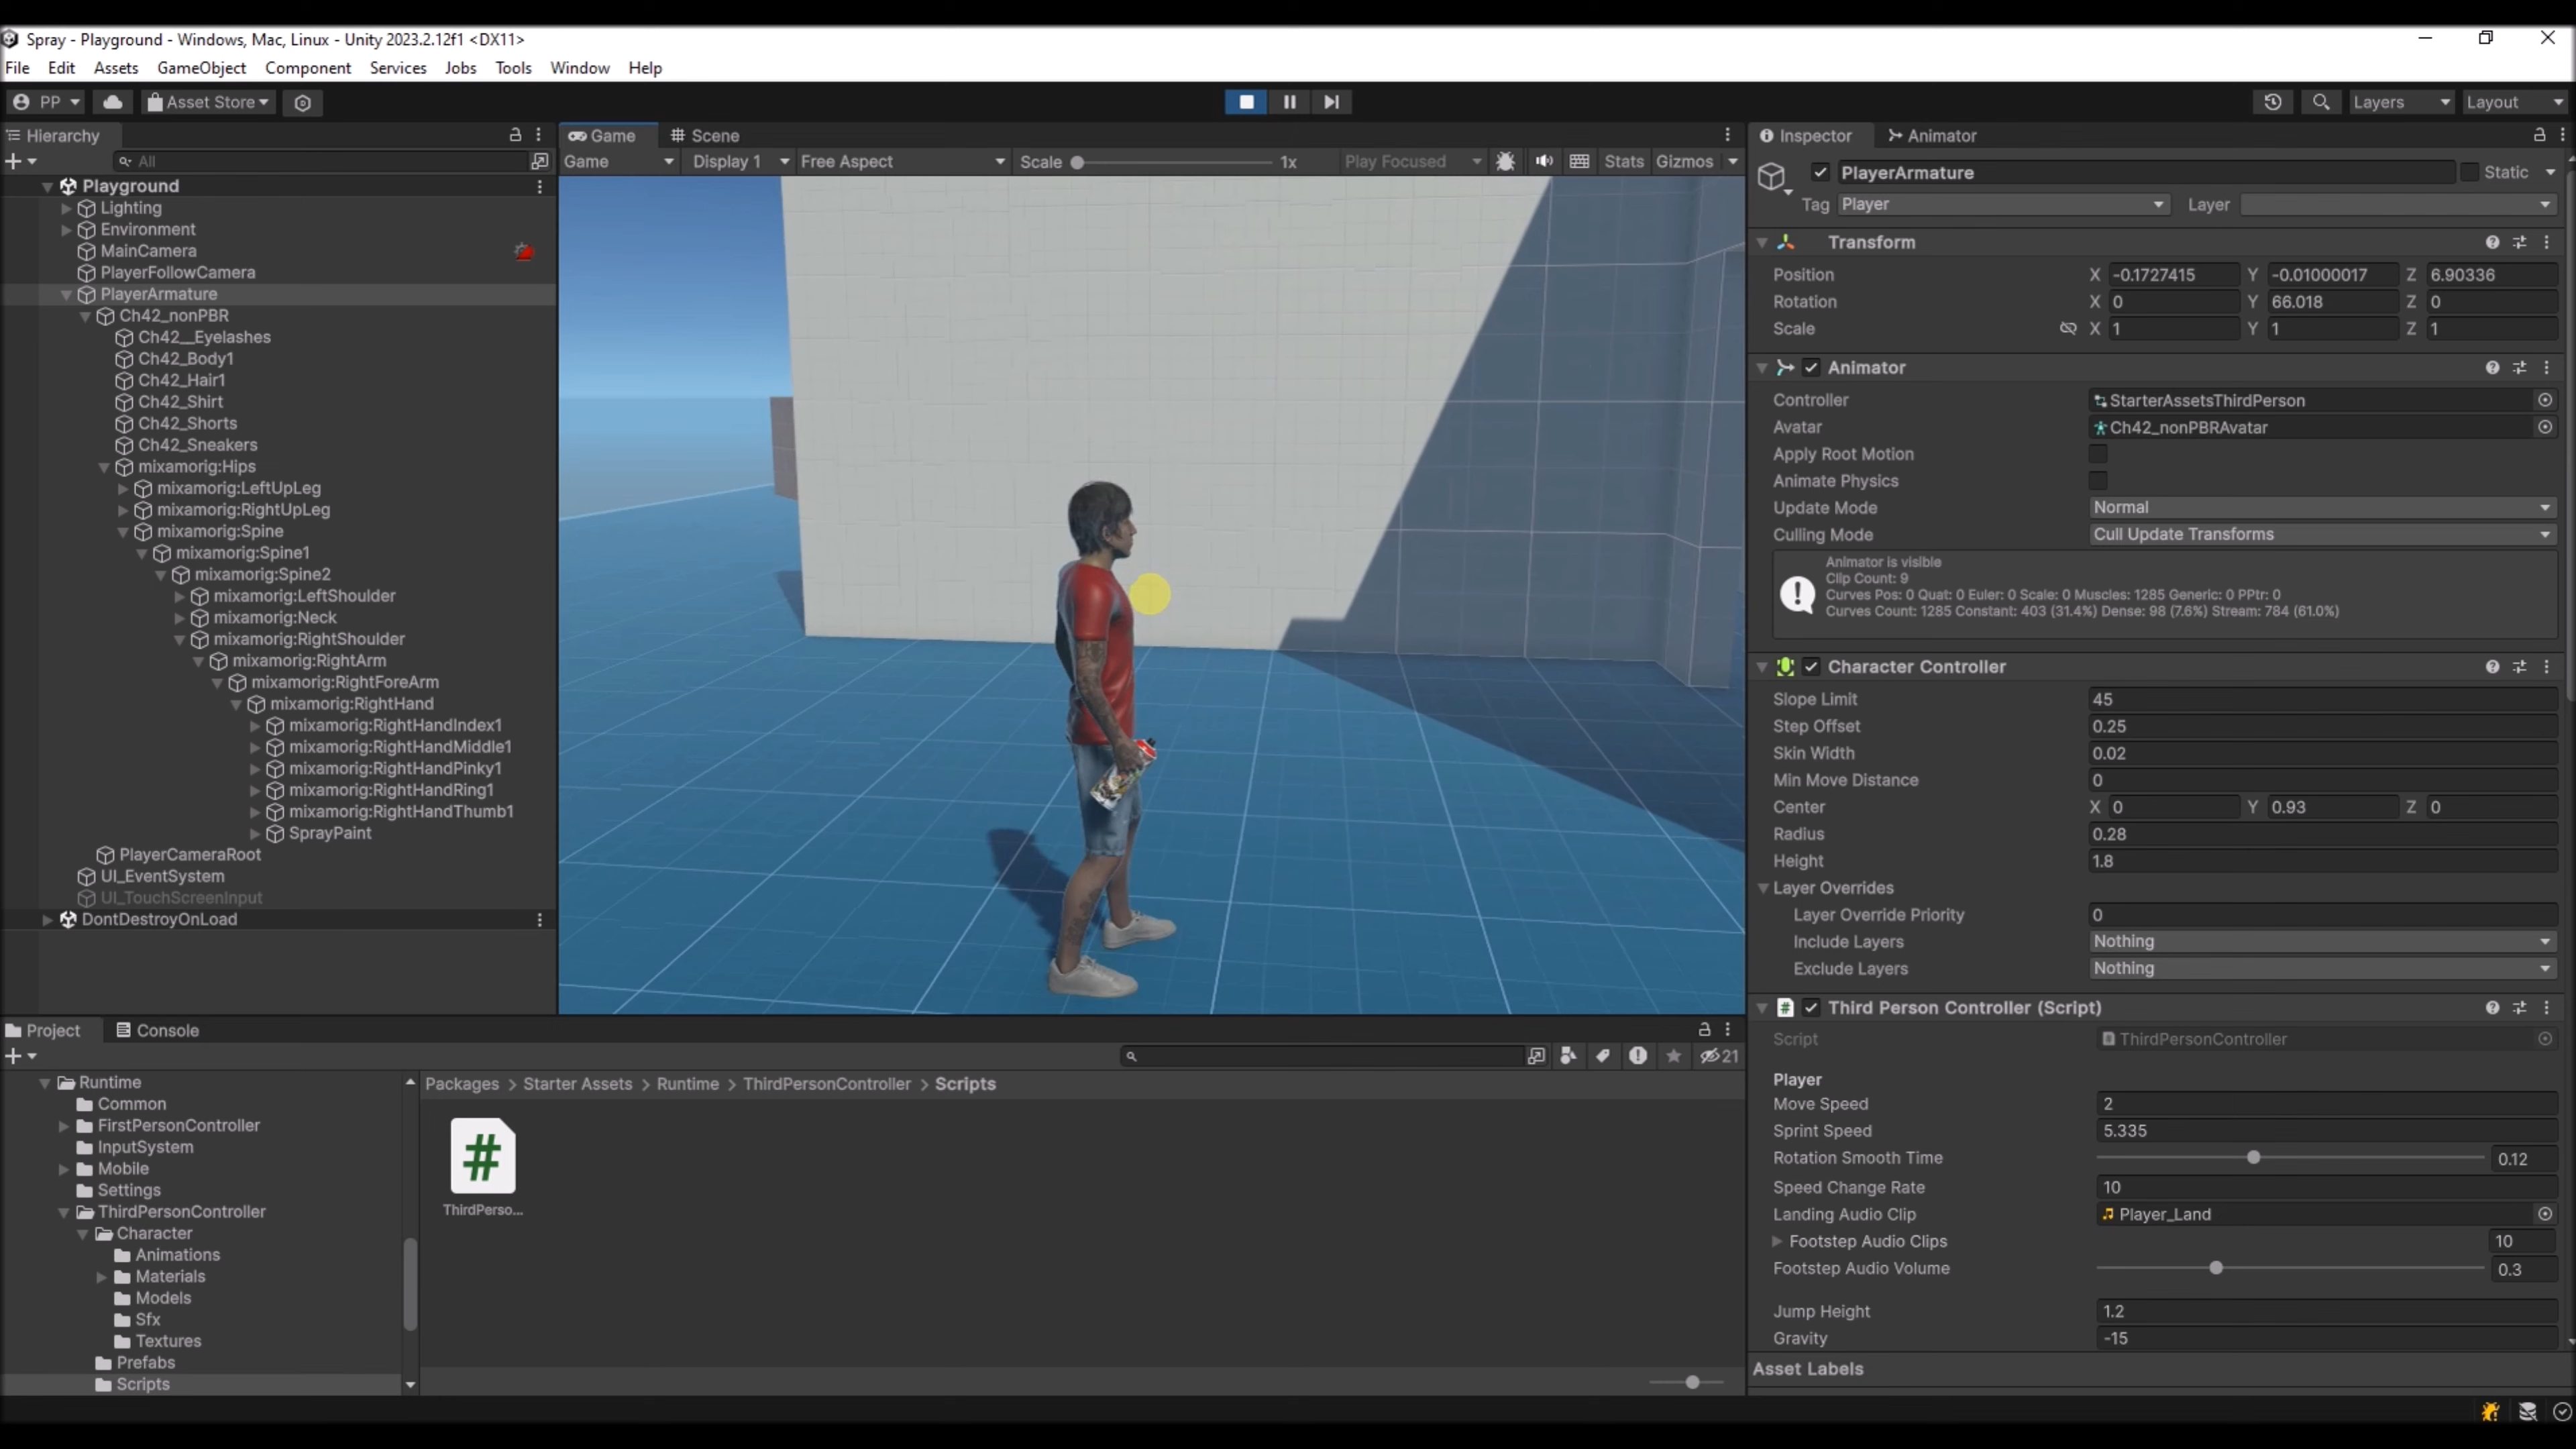 Spray - Playground - Windows, Mac, Linux - Unity 2023.2.12f1 <DX11>
File Edit Assets GameObject Component Services Jobs Tools Window Help
PP Asset Store Layers Layout
Hierarchy
All
Playground
Lighting
Environment
MainCamera
PlayerFollowCamera
PlayerArmature
Ch42_nonPBR
Ch42__Eyelashes
Ch42_Body1
Ch42_Hair1
Ch42_Shirt
Ch42_Shorts
Ch42_Sneakers
mixamorig:Hips
mixamorig:LeftUpLeg
mixamorig:RightUpLeg
mixamorig:Spine
mixamorig:Spine1
mixamorig:Spine2
mixamorig:LeftShoulder
mixamorig:Neck
mixamorig:RightShoulder
mixamorig:RightArm
mixamorig:RightForeArm
mixamorig:RightHand
mixamorig:RightHandIndex1
mixamorig:RightHandMiddle1
mixamorig:RightHandPinky1
mixamorig:RightHandRing1
mixamorig:RightHandThumb1
SprayPaint
PlayerCameraRoot
UI_EventSystem
UI_TouchScreenInput
DontDestroyOnLoad
Game Scene
Game Display 1 Free Aspect Scale 1x Play Focused Stats Gizmos
Project Console
21
Runtime
Common
FirstPersonController
InputSystem
Mobile
Settings
ThirdPersonController
Character
Animations
Materials
Models
Sfx
Textures
Prefabs
Scripts
Packages > Starter Assets > Runtime > ThirdPersonController > Scripts
#
ThirdPerso...
Inspector Animator
PlayerArmature Static
Tag Player Layer
Transform
Position X -0.1727415 Y -0.01000017 Z 6.90336
Rotation X 0 Y 66.018 Z 0
Scale X 1 Y 1 Z 1
Animator
Controller StarterAssetsThirdPerson
Avatar Ch42_nonPBRAvatar
Apply Root Motion
Animate Physics
Update Mode Normal
Culling Mode Cull Update Transforms
Animator is visible
Clip Count: 9
Curves Pos: 0 Quat: 0 Euler: 0 Scale: 0 Muscles: 1285 Generic: 0 PPtr: 0
Curves Count: 1285 Constant: 403 (31.4%) Dense: 98 (7.6%) Stream: 784 (61.0%)
Character Controller
Slope Limit 45
Step Offset 0.25
Skin Width 0.02
Min Move Distance 0
Center X 0 Y 0.93 Z 0
Radius 0.28
Height 1.8
Layer Overrides
Layer Override Priority 0
Include Layers Nothing
Exclude Layers Nothing
# Third Person Controller (Script)
Script ThirdPersonController
Player
Move Speed 2
Sprint Speed 5.335
Rotation Smooth Time 0.12
Speed Change Rate 10
Landing Audio Clip Player_Land
Footstep Audio Clips 10
Footstep Audio Volume 0.3
Jump Height 1.2
Gravity -15
Asset Labels